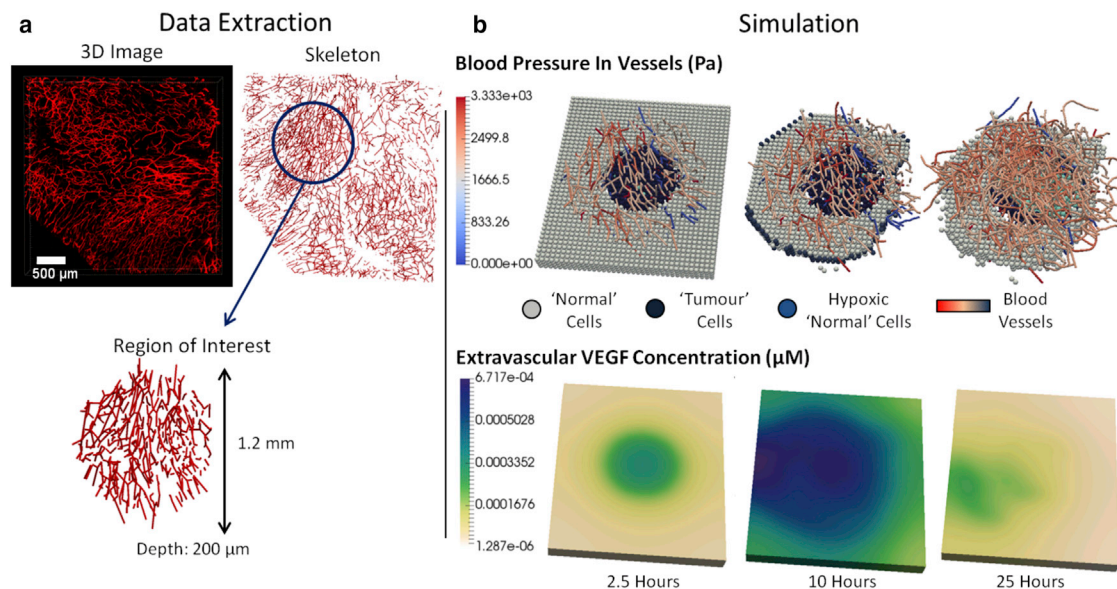 a
Data Extraction
3D Image
Skeleton
500 µm
Region of Interest
1.2 mm
Depth: 200 µm
b
Simulation
Blood Pressure In Vessels (Pa)
3.333e+03
2499.8
1666.5
833.26
0.000e+00
'Normal'
Cells
'Tumour'
Cells
Hypoxic
'Normal' Cells
Blood
Vessels
Extravascular VEGF Concentration (µM)
6.717e-04
0.0005028
0.0003352
0.0001676
1.287e-06
2.5 Hours
10 Hours
25 Hours